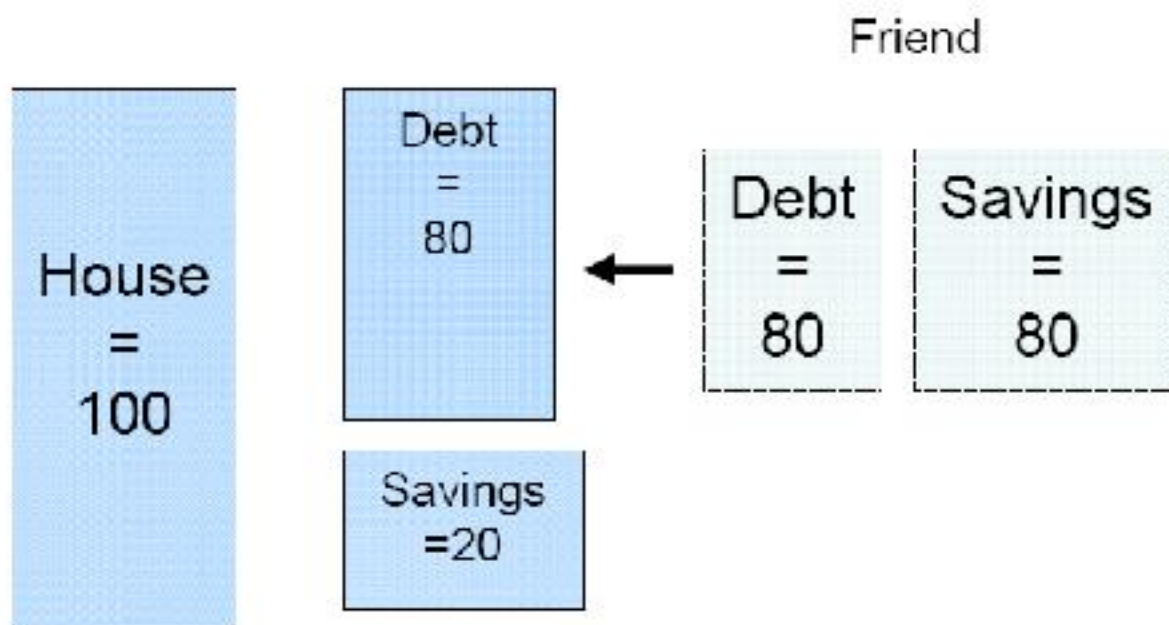 Friend
House
=
100
Debt
=
80
Savings
=20
Debt
=
80
Savings
=
80